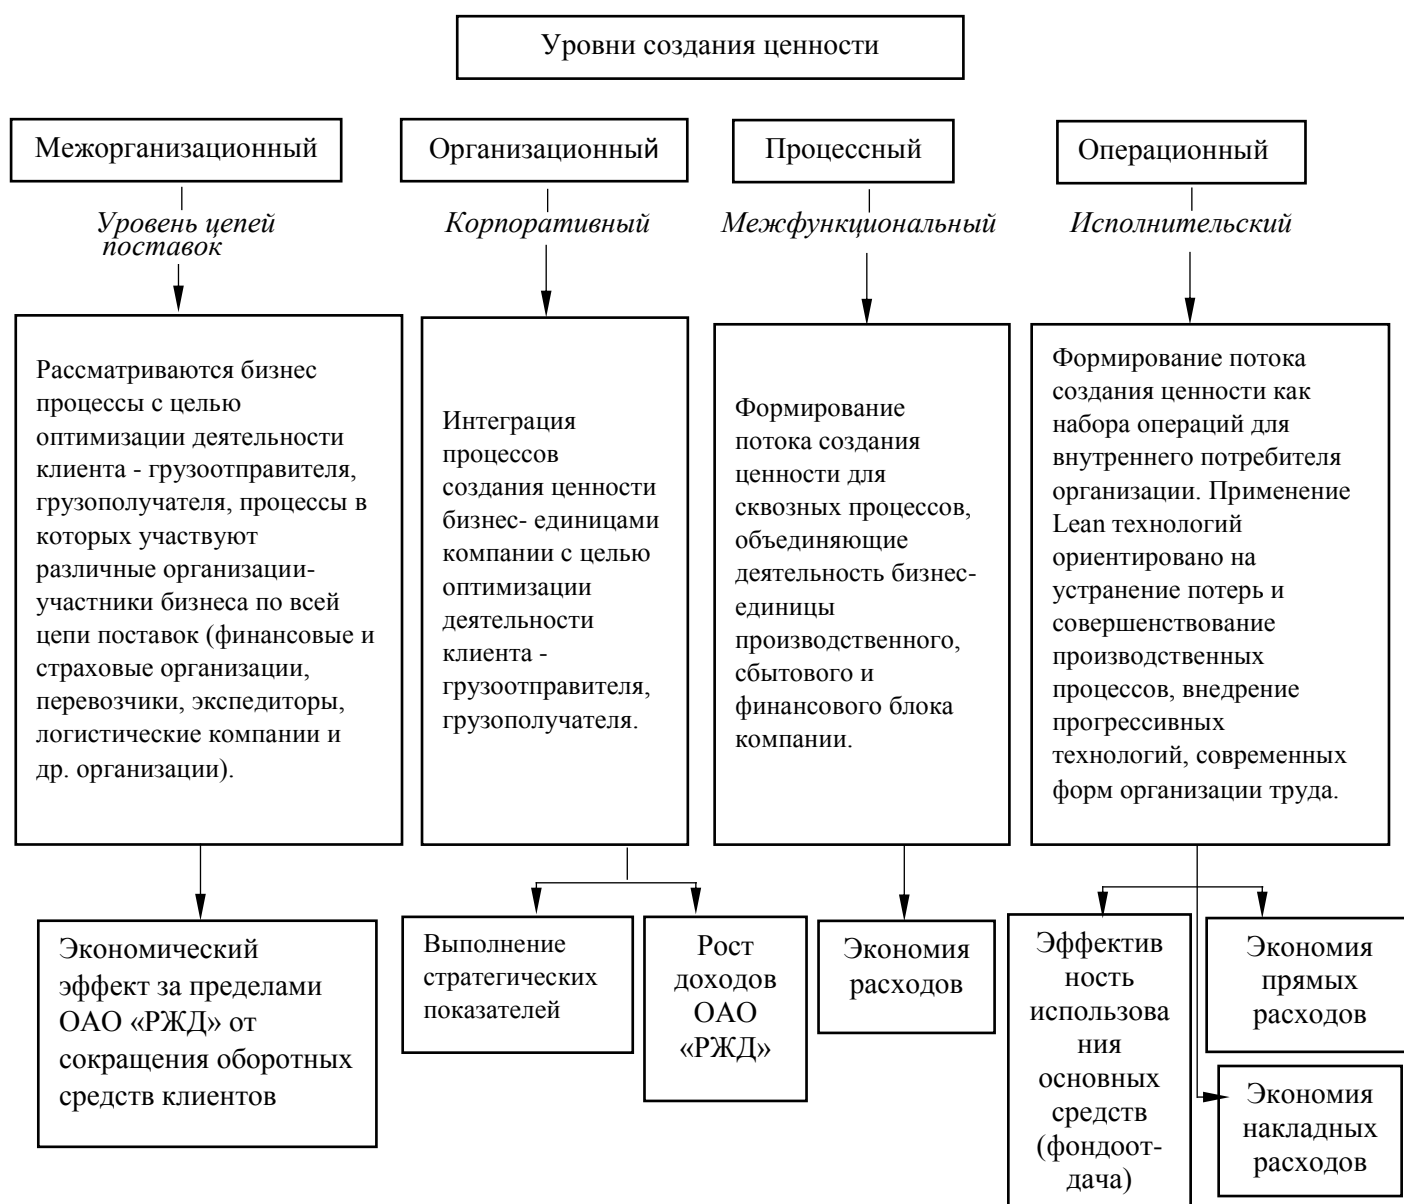 Уровни создания ценности
Межорганизационный
Организационный
Процессный
Операционный
Уровень цепей
поставок
Корпоративный
Межфункциональный
Исполнительский
Рассматриваются бизнес
процессы с целью
оптимизации деятельности
клиента - грузоотправителя,
грузополучателя, процессы в
которых участвуют
различные организации-
участники бизнеса по всей
цепи поставок (финансовые и
страховые организации,
перевозчики, экспедиторы,
логистические компании и
др. организации).
Интеграция
процессов
создания ценности
бизнес- единицами
компании с целью
оптимизации
деятельности
клиента -
грузоотправителя,
грузополучателя.
Формирование
потока создания
ценности для
сквозных процессов,
объединяющие
деятельность бизнес-
единицы
производственного,
сбытового и
финансового блока
компании.
Формирование потока
создания ценности как
набора операций для
внутреннего потребителя
организации. Применение
Lean технологий
ориентировано на
устранение потерь и
совершенствование
производственных
процессов, внедрение
прогрессивных
технологий, современных
форм организации труда.
Экономический
эффект за пределами
ОАО «РЖД» от
сокращения оборотных
средств клиентов
Выполнение
стратегических
показателей
Рост
доходов
ОАО
«РЖД»
Экономия
расходов
Эффектив
ность
использова
ния
основных
средств
(фондоот-
дача)
Экономия
прямых
расходов
Экономия
накладных
расходов